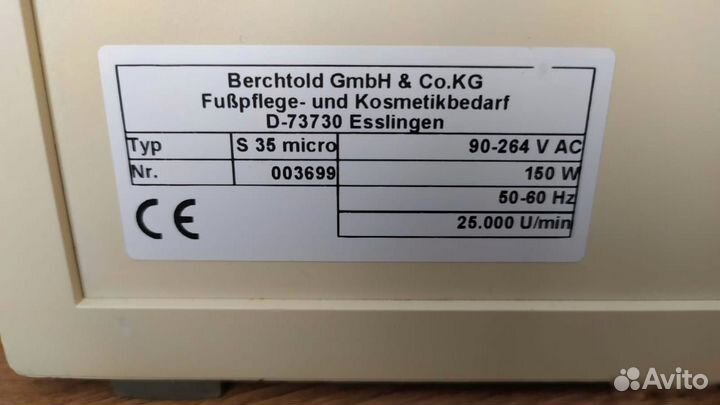 Berchtold GmbH & Co.KG
Fußpflege- und Kosmetikbedarf
D-73730 Esslingen
Typ S 35 micro 90-264 V AC
Nr. 003699 150 W
50-60 Hz
CE 25.000 U/min
Avito